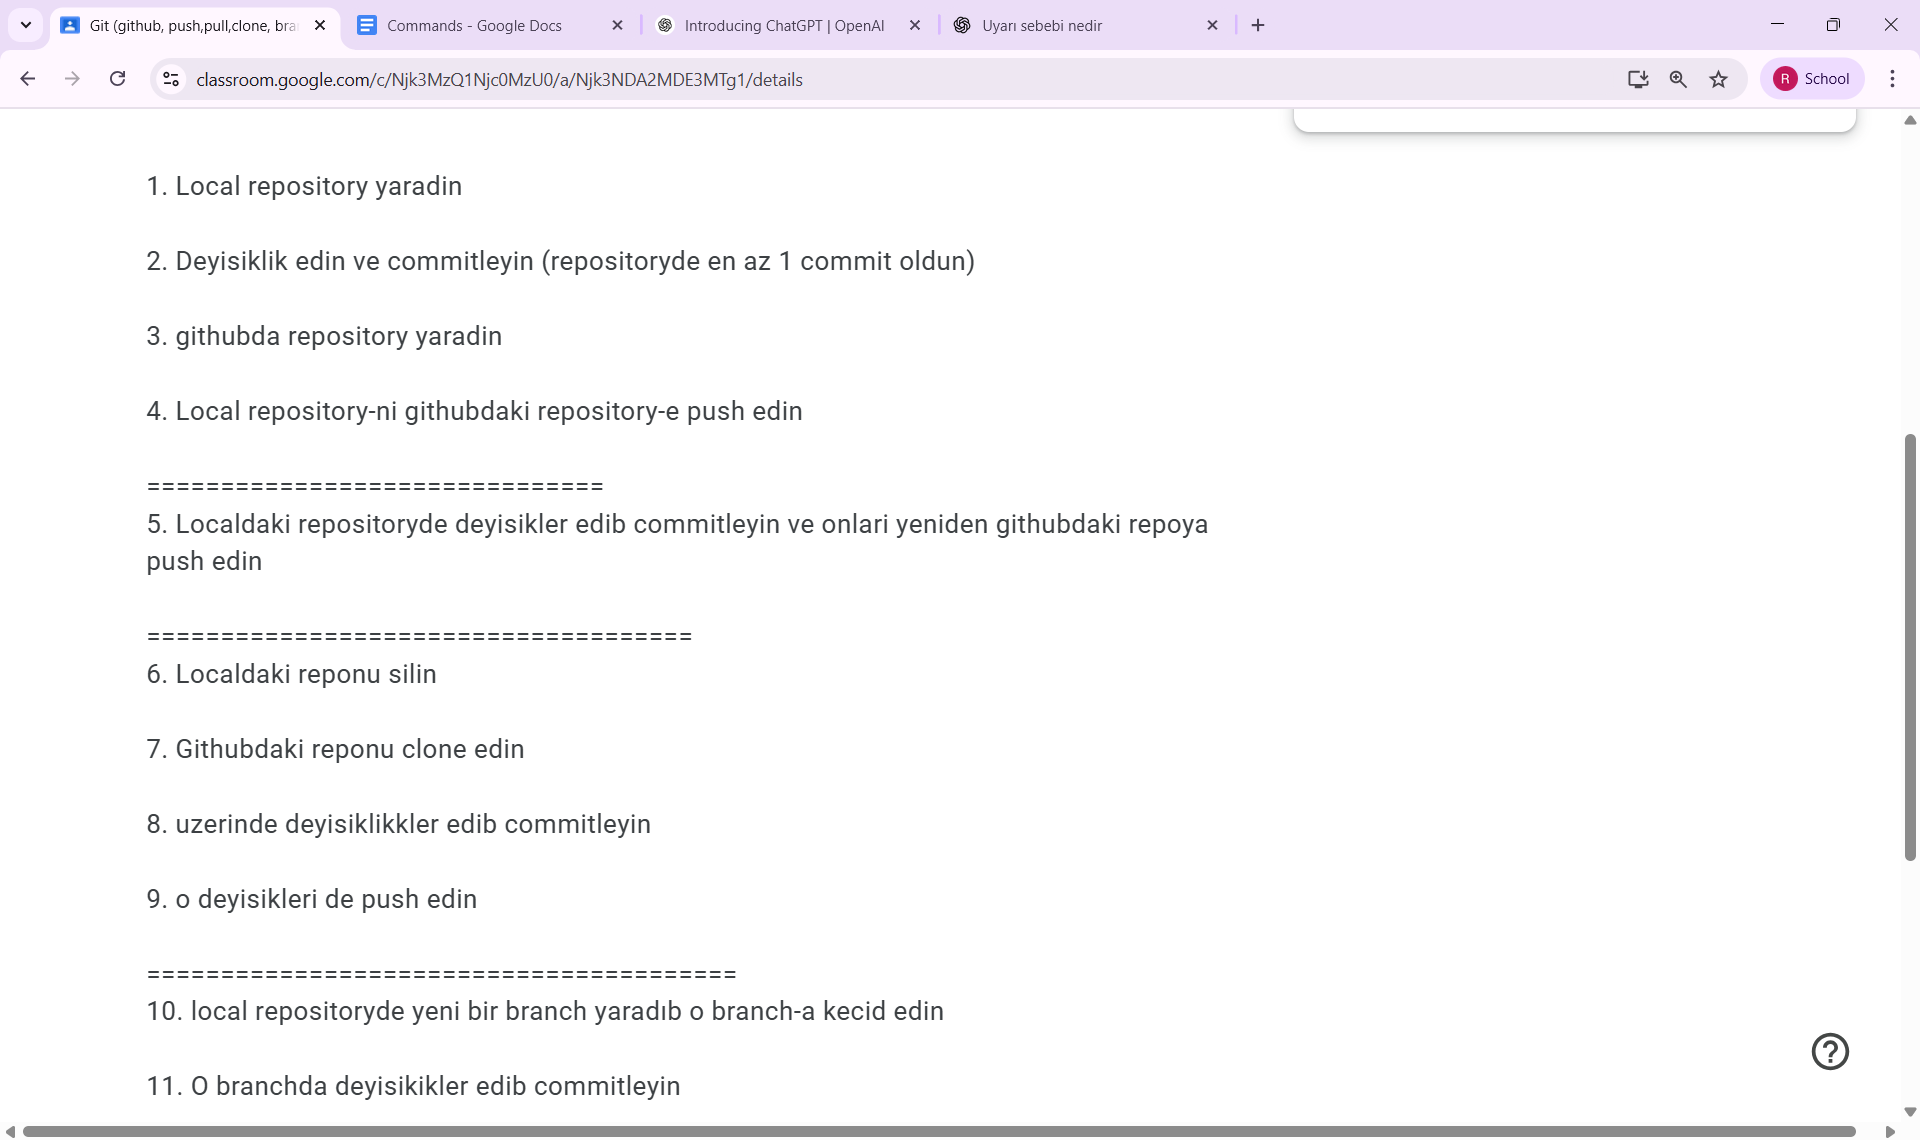 Git (github, push,pull,clone, bra
Commands - Google Docs
Introducing ChatGPT | OpenAI
Uyarı sebebi nedir
classroom.google.com/c/Njk3MzQ1Njc0MzU0/a/Njk3NDA2MDE3MTg1/details
R School
1. Local repository yaradin
2. Deyisiklik edin ve commitleyin (repositoryde en az 1 commit oldun)
3. githubda repository yaradin
4. Local repository-ni githubdaki repository-e push edin
===============================
5. Localdaki repositoryde deyisikler edib commitleyin ve onlari yeniden githubdaki repoya
push edin
=====================================
6. Localdaki reponu silin
7. Githubdaki reponu clone edin
8. uzerinde deyisiklikkler edib commitleyin
9. o deyisikleri de push edin
========================================
10. local repositoryde yeni bir branch yaradıb o branch-a kecid edin
11. O branchda deyisikikler edib commitleyin